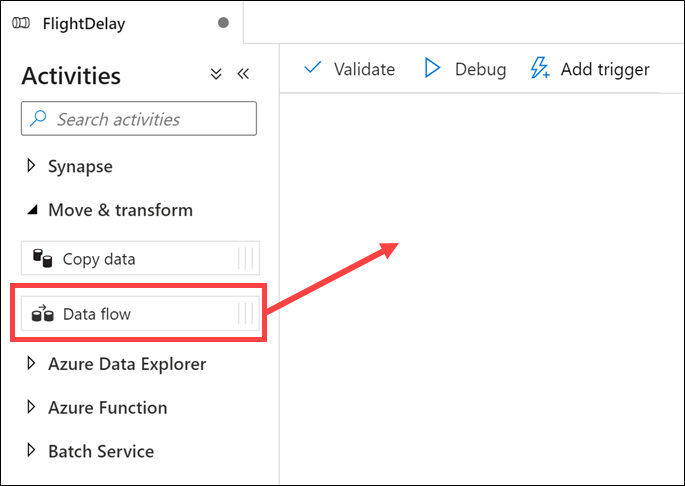 FlightDelay
Activities
Validate Debug Add trigger
Search activities
Synapse
Move & transform
Copy data
Data flow
Azure Data Explorer
Azure Function
Batch Service